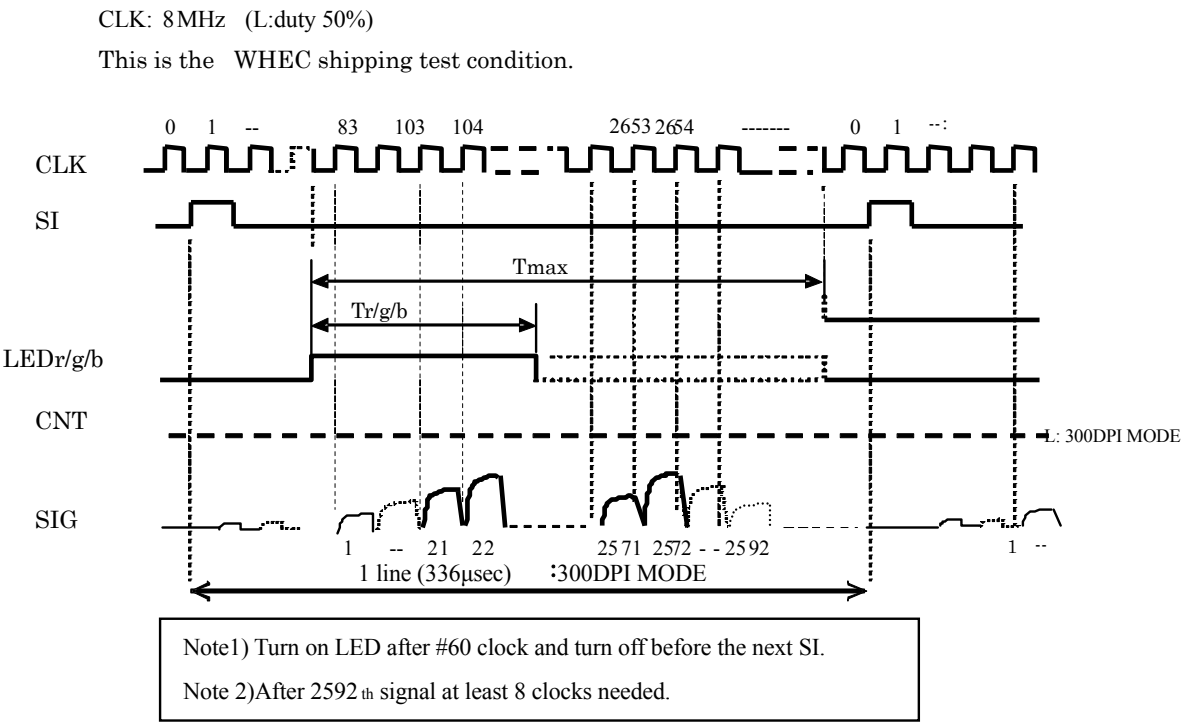 CLK: 8MHz (L:duty 50%)
This is the WHEC shipping test condition.
0 1 -- 83 103 104 2653 2654 ------- 0 1 --:
CLK
SI
Tmax
Tr/g/b
LEDr/g/b
CNT
L: 300DPI MODE
SIG
1 -- 21 22 2571 2572 - - 2592 1 --
1 line (336µsec) :300DPI MODE
Note1) Turn on LED after #60 clock and turn off before the next SI.
Note 2)After 2592 th signal at least 8 clocks needed.